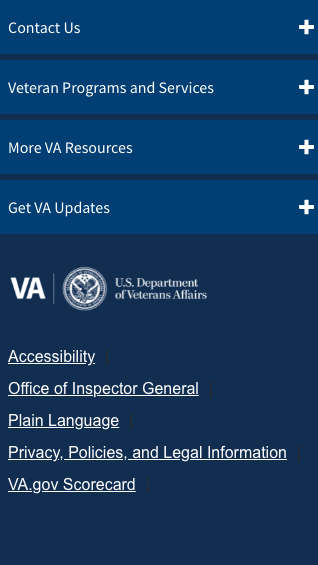 Contact Us
Veteran Programs and Services
More VA Resources
Get VA Updates
VA
U.S. Department
of Veterans Affairs
Accessibility
Office of Inspector General
Plain Language
Privacy, Policies, and Legal Information
VA.gov Scorecard